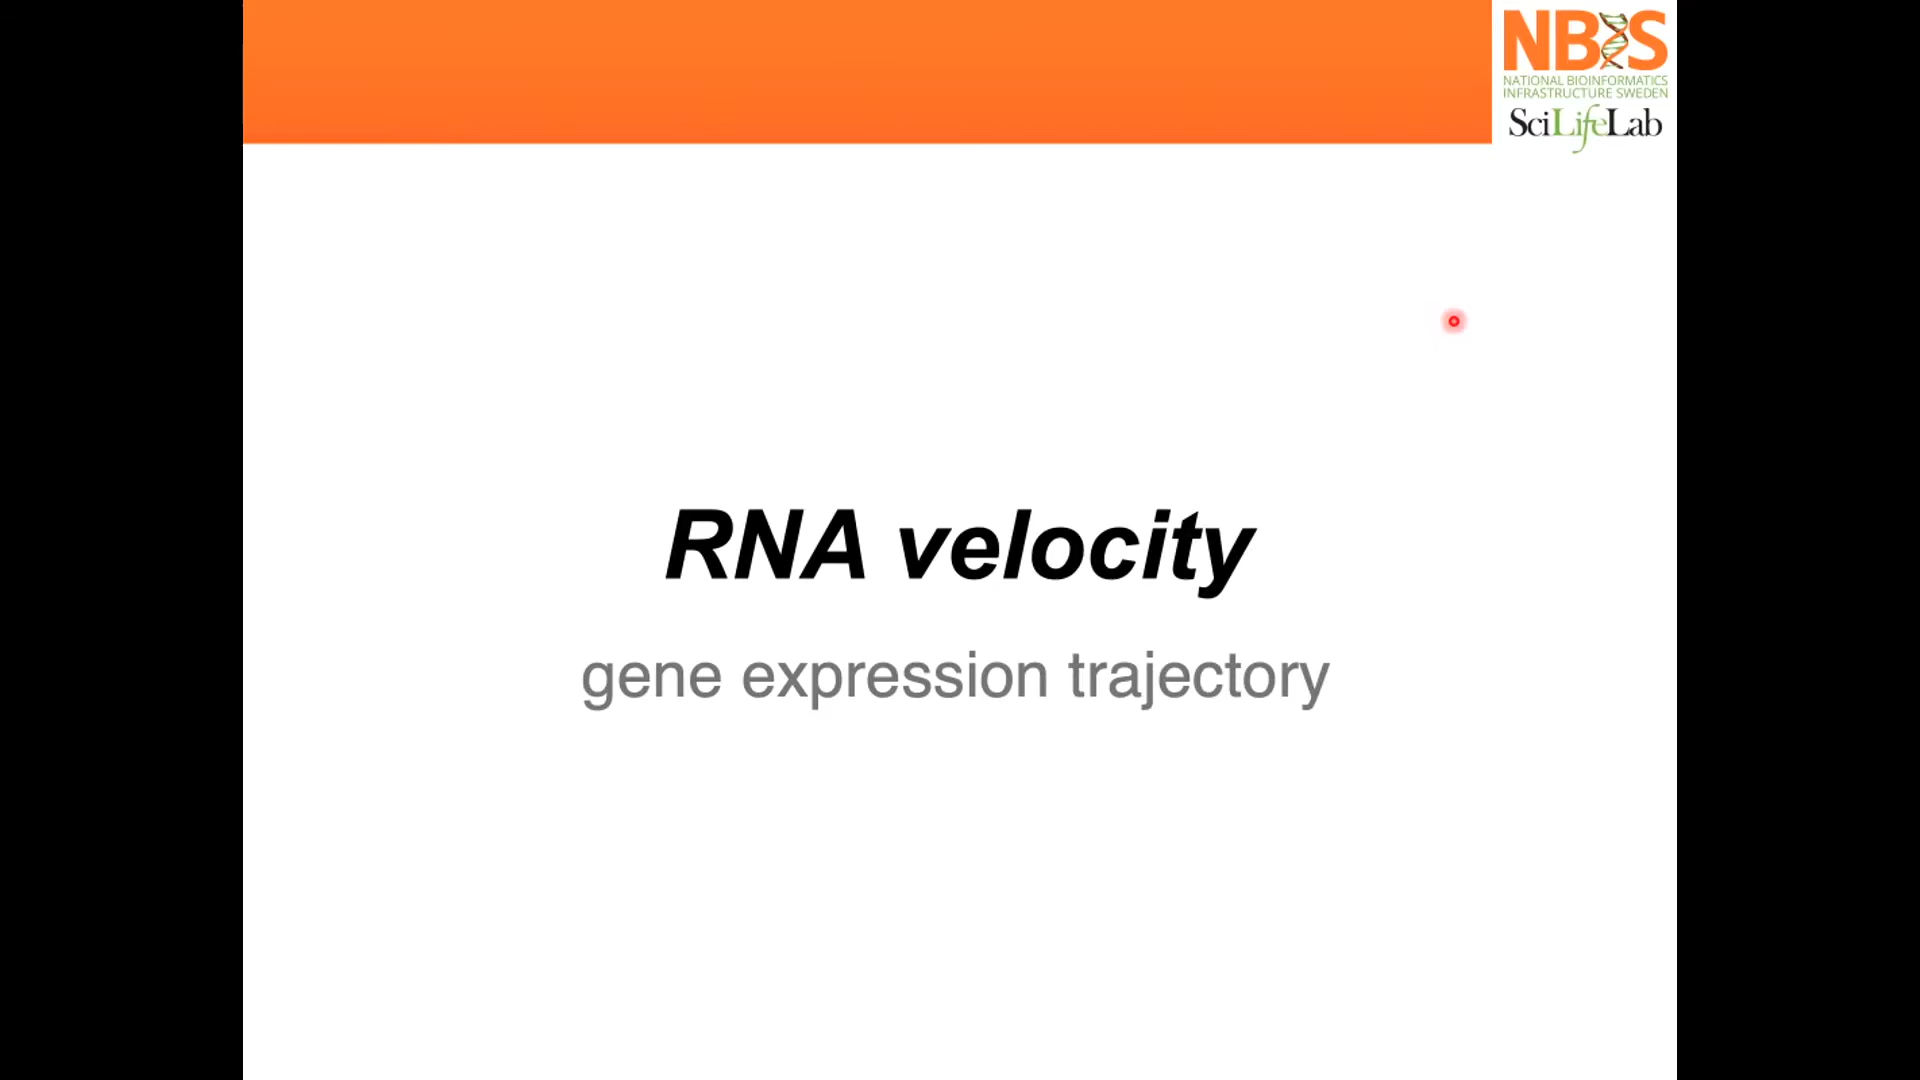 NBIS
NATIONAL BIOINFORMATICS
INFRASTRUCTURE SWEDEN
SciLifeLab
RNA velocity
gene expression trajectory